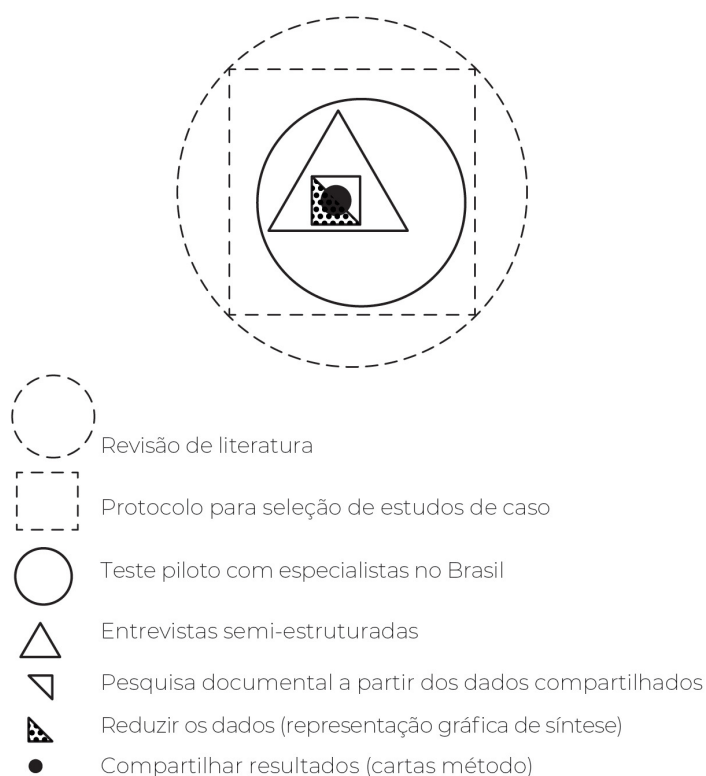 Revisão de literatura
Protocolo para seleção de estudos de caso
Teste piloto com especialistas no Brasil
Entrevistas semi-estruturadas
Pesquisa documental a partir dos dados compartilhados
Reduzir os dados (representação gráfica de síntese)
Compartilhar resultados (cartas método)